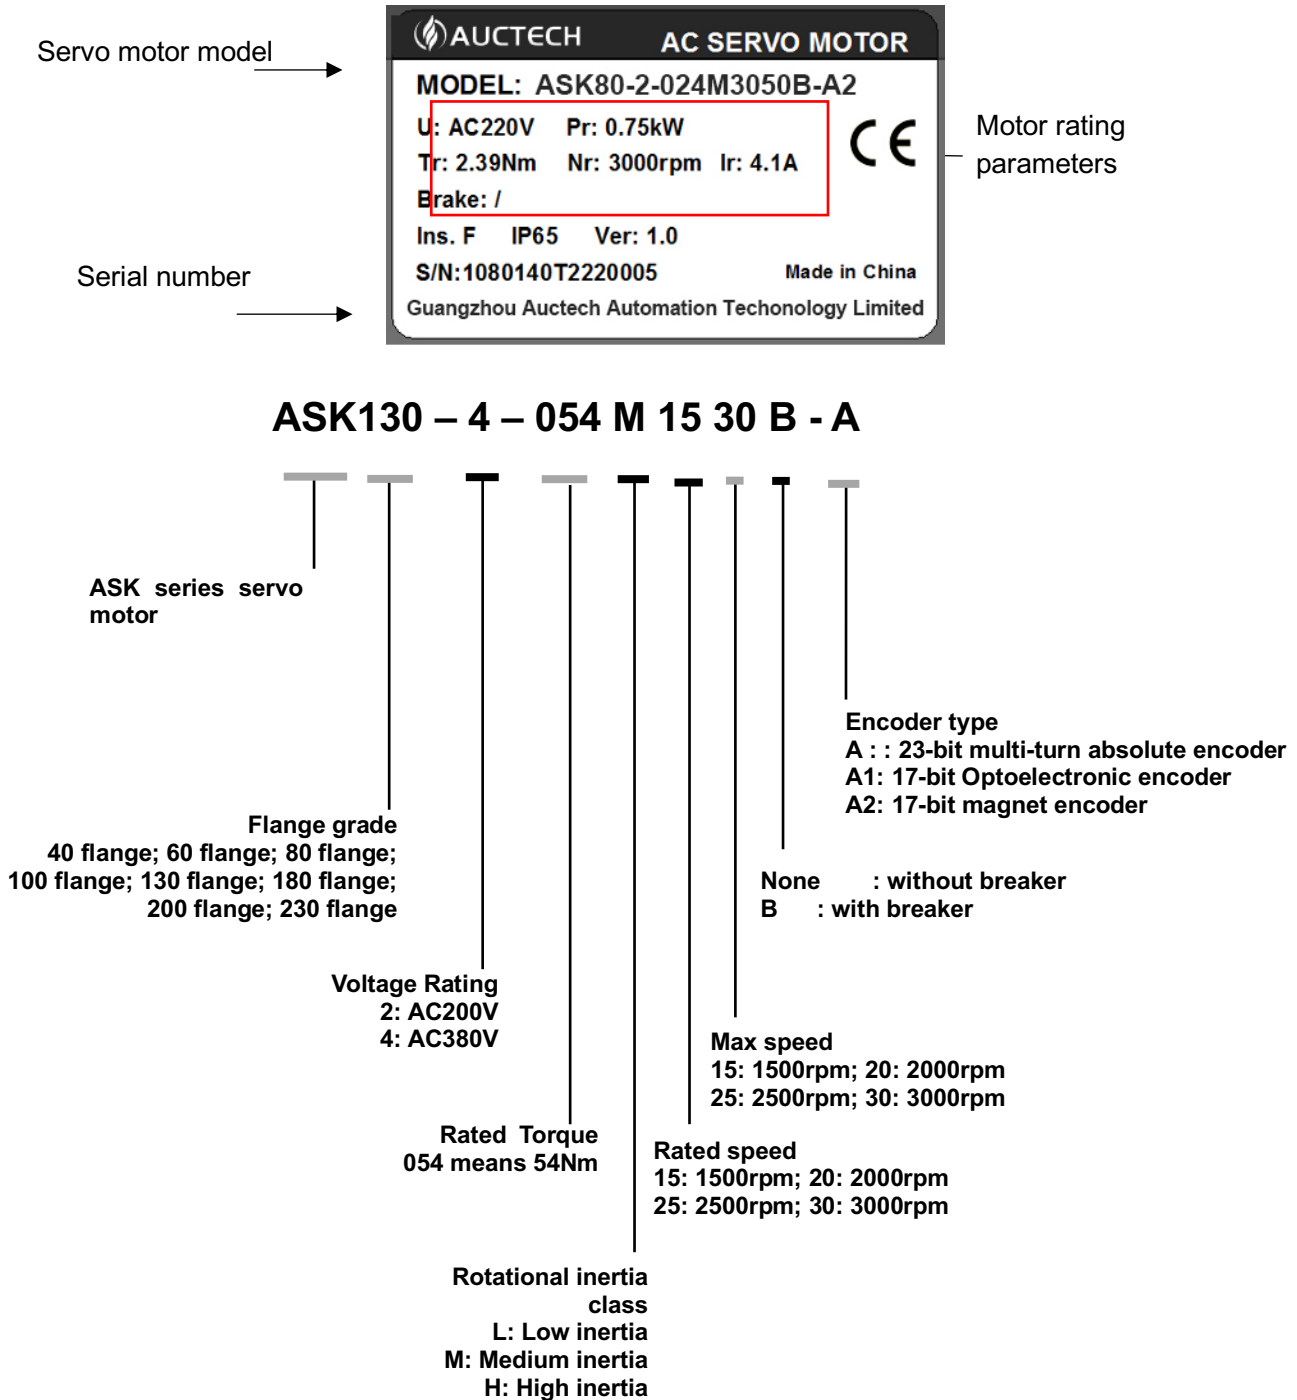 Servo motor model
AUCTECH AC SERVO MOTOR
MODEL: ASK80-2-024M3050B-A2
U: AC220V Pr: 0.75kW
Tr: 2.39Nm Nr: 3000rpm Ir: 4.1A
Brake: /
Ins. F IP65 Ver: 1.0
S/N:1080140T2220005 Made in China
Guangzhou Auctech Automation Techonology Limited
CE
Motor rating
parameters
Serial number
ASK130 – 4 – 054 M 15 30 B - A
ASK series servo
motor
Encoder type
A : : 23-bit multi-turn absolute encoder
A1: 17-bit Optoelectronic encoder
A2: 17-bit magnet encoder
Flange grade
40 flange; 60 flange; 80 flange;
100 flange; 130 flange; 180 flange;
200 flange; 230 flange
None : without breaker
B : with breaker
Voltage Rating
2: AC200V
4: AC380V
Max speed
15: 1500rpm; 20: 2000rpm
25: 2500rpm; 30: 3000rpm
Rated Torque
054 means 54Nm
Rated speed
15: 1500rpm; 20: 2000rpm
25: 2500rpm; 30: 3000rpm
Rotational inertia
class
L: Low inertia
M: Medium inertia
H: High inertia